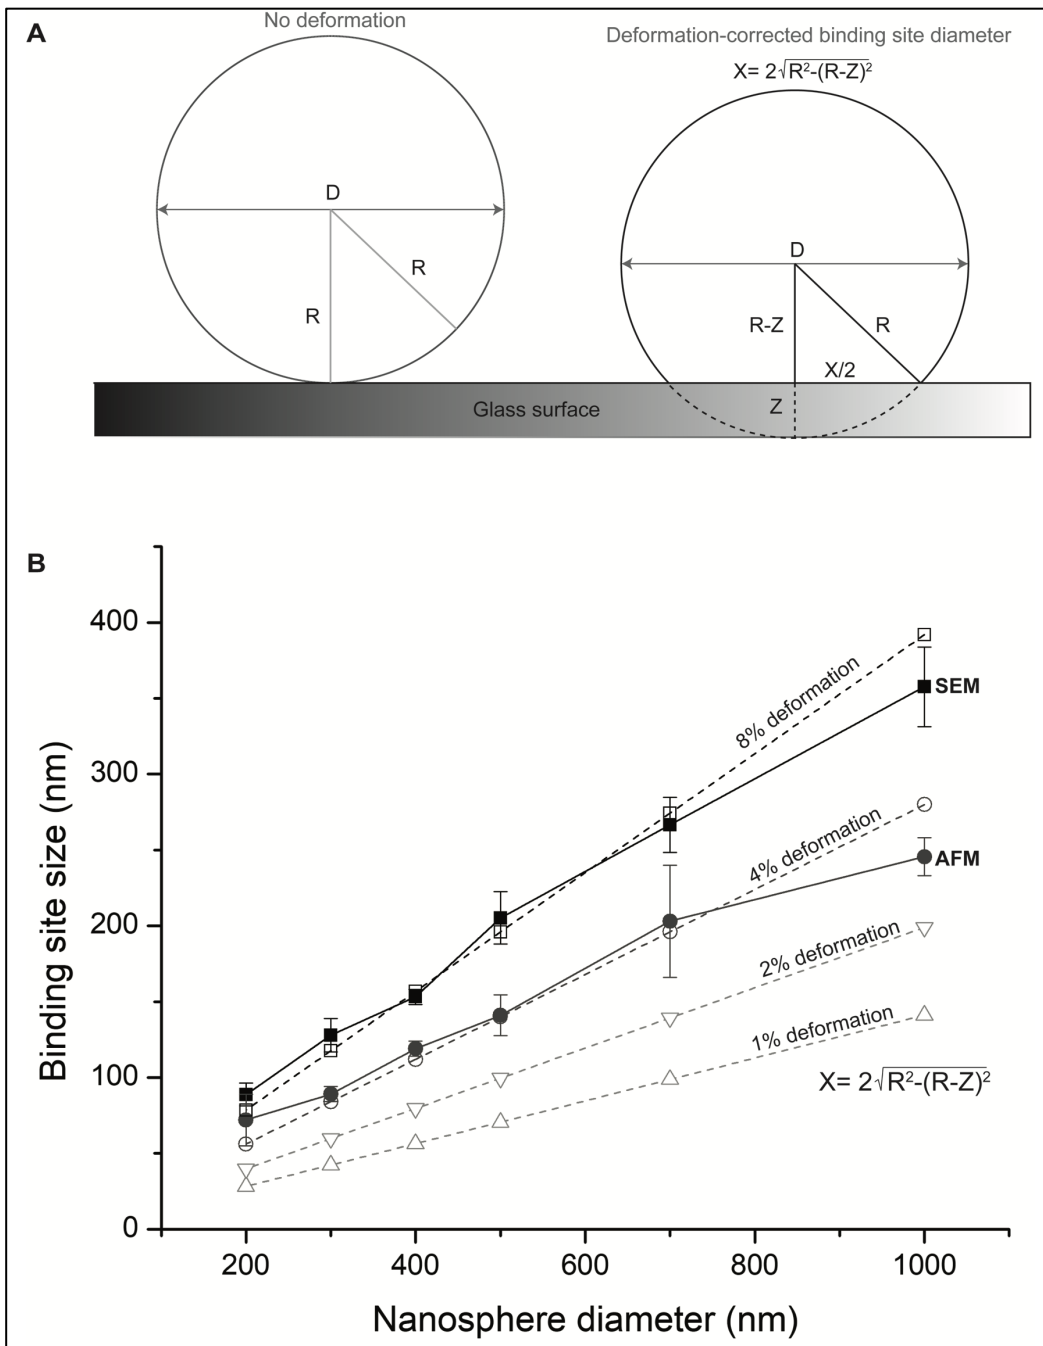 A
No deformation
Deformation-corrected binding site diameter
X= 2√R²-(R-Z)²
D
R
R
D
R-Z
R
X/2
Z
Glass surface
B
Binding site size (nm)
400
300
200
100
0
8% deformation
SEM
4% deformation
AFM
2% deformation
1% deformation
X= 2√R²-(R-Z)²
200
400
600
800
1000
Nanosphere diameter (nm)